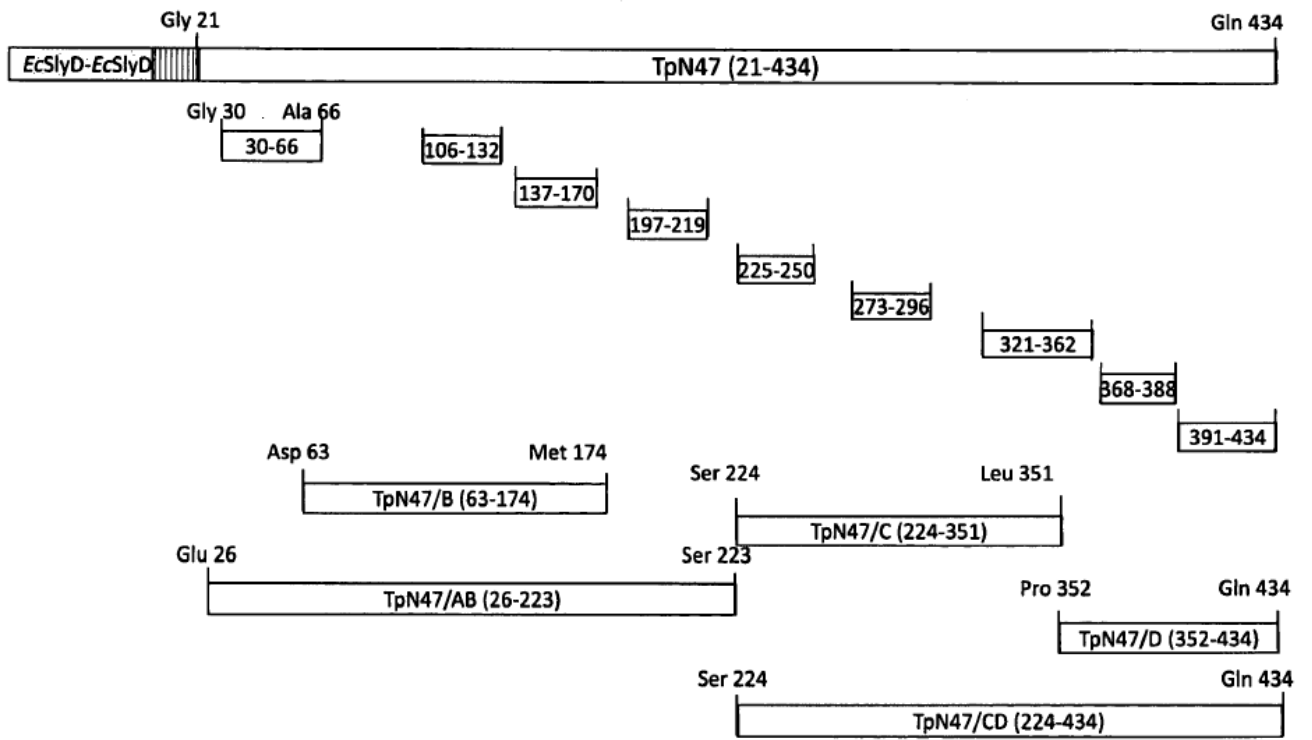 Gly 21
Gln 434
EcSlyD-EcSlyD
TpN47 (21-434)
Gly 30
Ala 66
30-66
106-132
137-170
197-219
225-250
273-296
321-362
368-388
391-434
Asp 63
Met 174
TpN47/B (63-174)
Ser 224
Leu 351
TpN47/C (224-351)
Glu 26
Ser 223
TpN47/AB (26-223)
Pro 352
Gln 434
TpN47/D (352-434)
Ser 224
Gln 434
TpN47/CD (224-434)